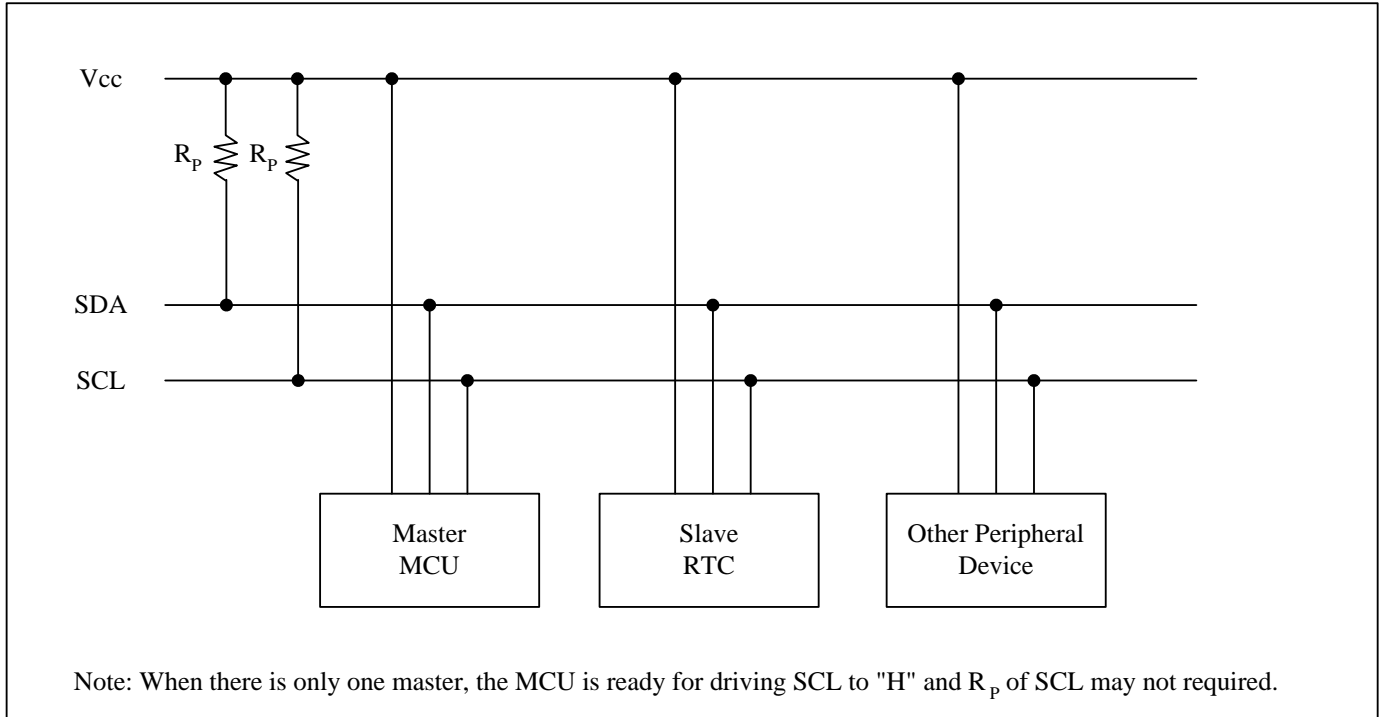 Vcc
R_P R_P
SDA
SCL
Master
MCU
Slave
RTC
Other Peripheral
Device
Note: When there is only one master, the MCU is ready for driving SCL to "H" and R_P of SCL may not required.